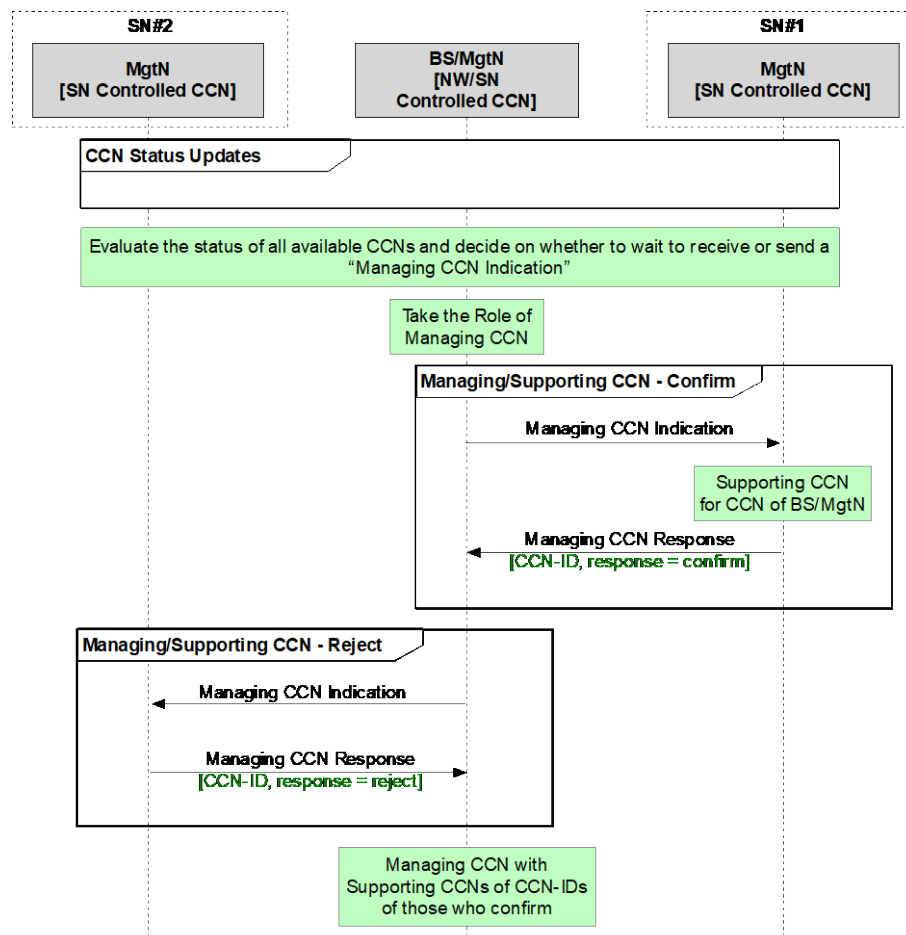 SN#2
SN#1
MgtN
[SN Controlled CCN]
BS/MgtN
[NW/SN
Controlled CCN]
MgtN
[SN Controlled CCN]
CCN Status Updates
Evaluate the status of all available CCNs and decide on whether to wait to receive or send a
“Managing CCN Indication”
Take the Role of
Managing CCN
Managing/Supporting CCN - Confirm
Managing CCN Indication
Supporting CCN
for CCN of BS/MgtN
Managing CCN Response
[CCN-ID, response = confirm]
Managing/Supporting CCN - Reject
Managing CCN Indication
Managing CCN Response
[CCN-ID, response = reject]
Managing CCN with
Supporting CCNs of CCN-IDs
of those who confirm